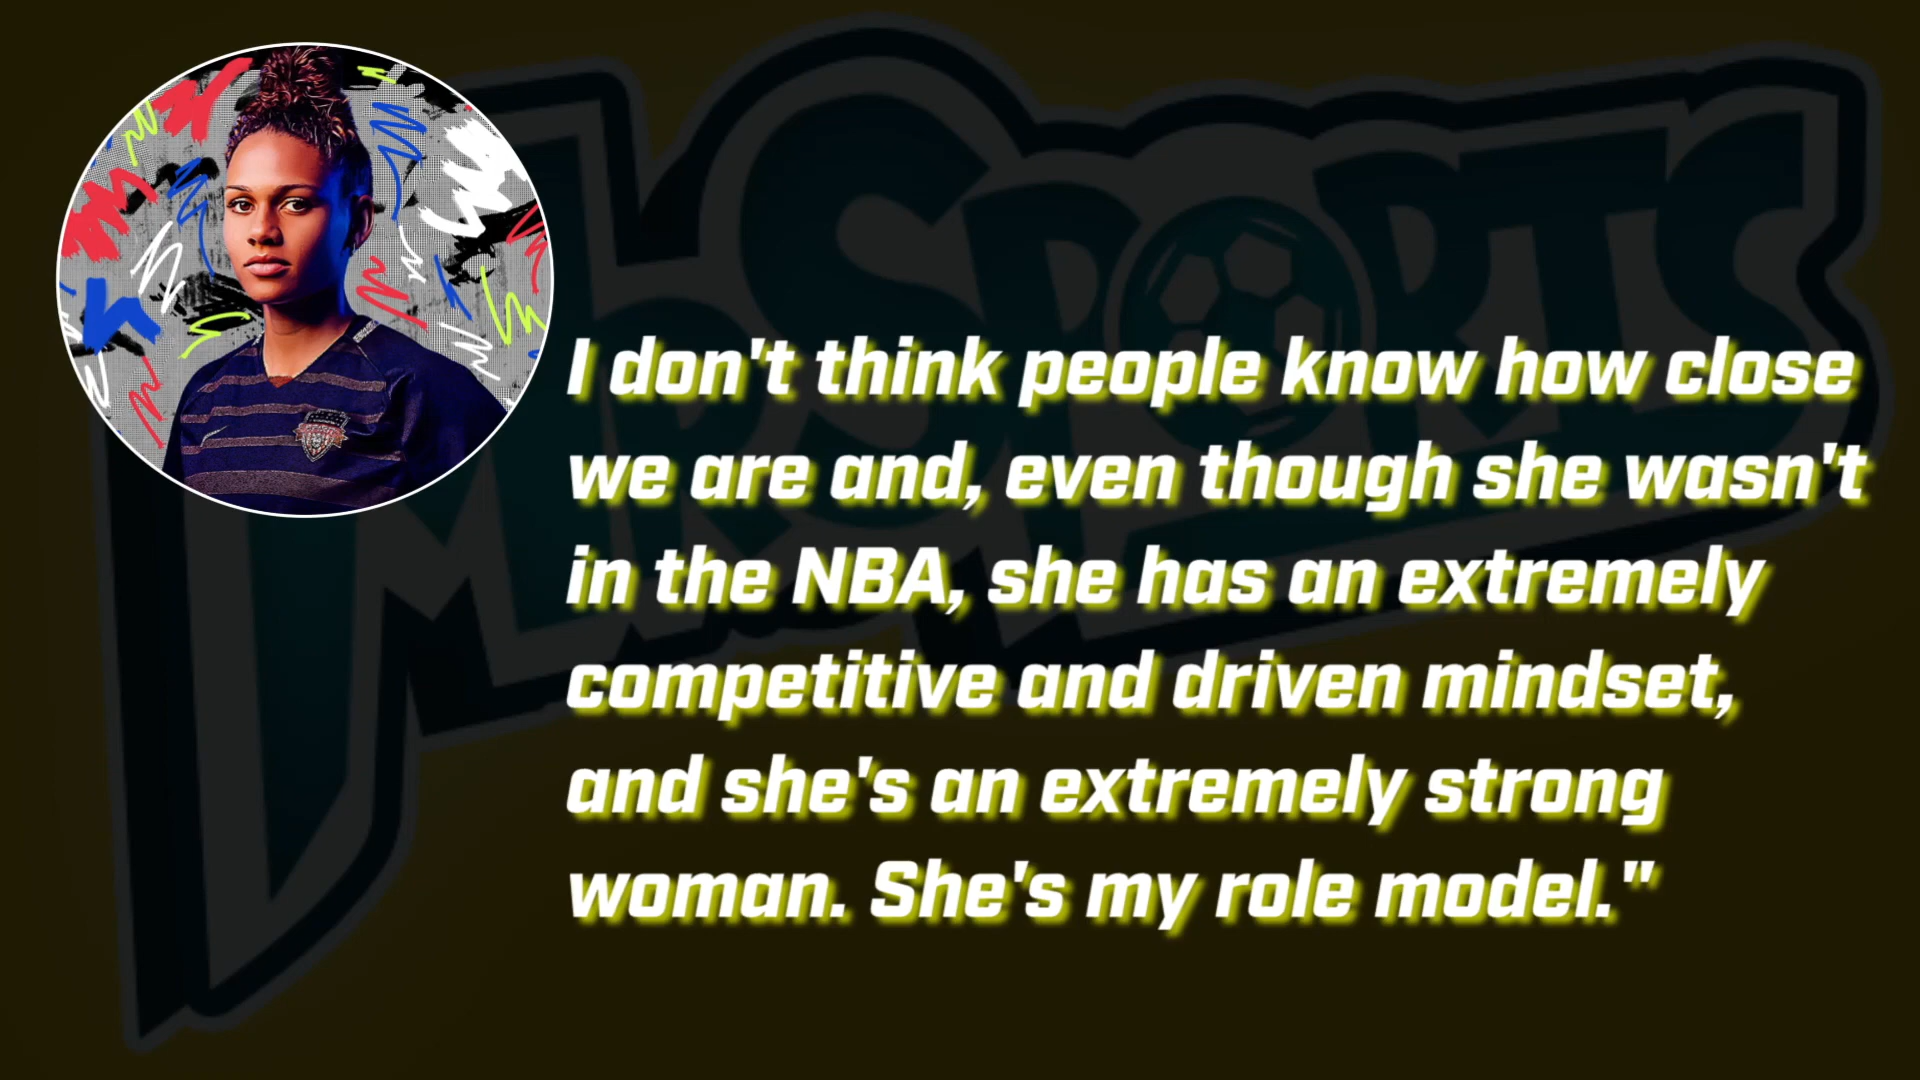 MrSports
I don't think people know how close
we are and, even though she wasn't
in the NBA, she has an extremely
competitive and driven mindset,
and she's an extremely strong
woman. She's my role model."